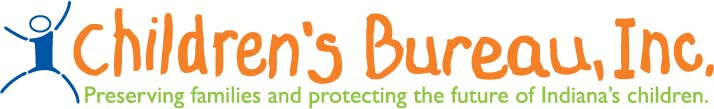 Children's Bureau, Inc.
Preserving families and protecting the future of Indiana's children.